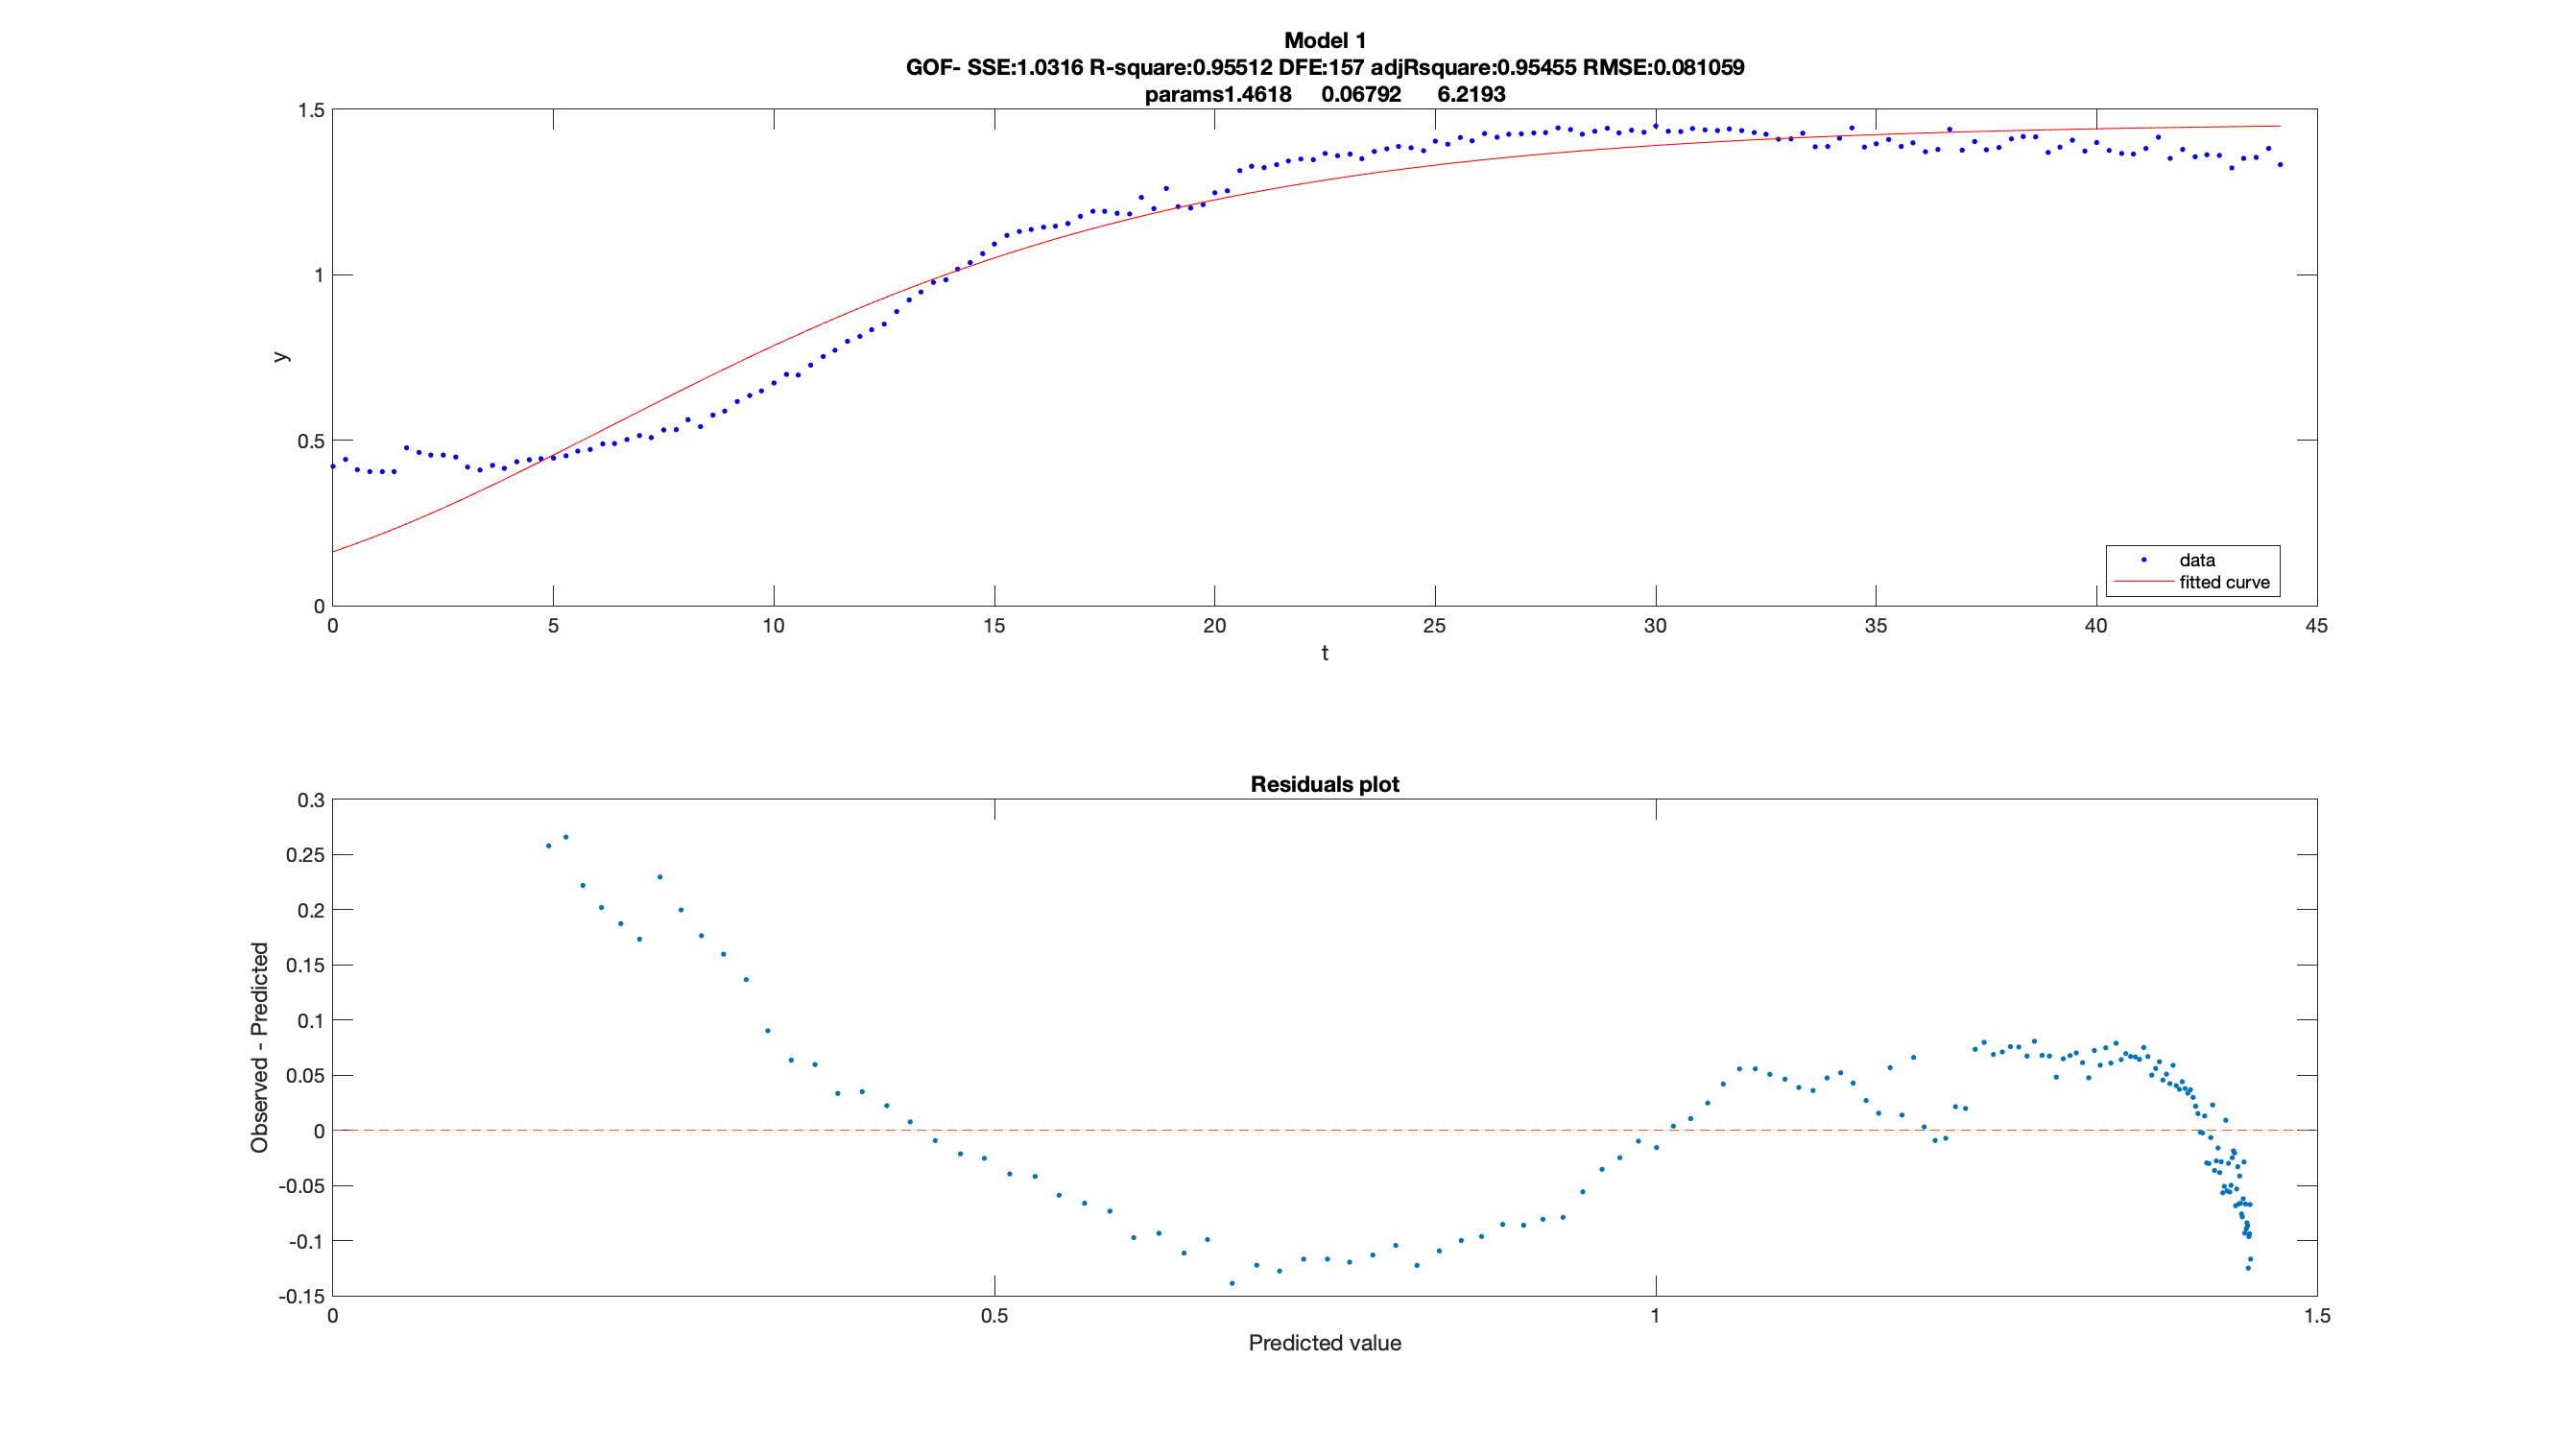 Model 1
GOF- SSE:1.0316 R-square:0.95512 DFE:157 adjRsquare:0.95455 RMSE:0.081059
params1.4618 0.06792 6.2193
1.5
1
0.5
0
y
0 5 10 15 20 25 30 35 40 45
t
data
fitted curve
Residuals plot
0.3
0.25
0.2
0.15
0.1
0.05
0
-0.05
-0.1
-0.15
Observed - Predicted
0 0.5 1 1.5
Predicted value